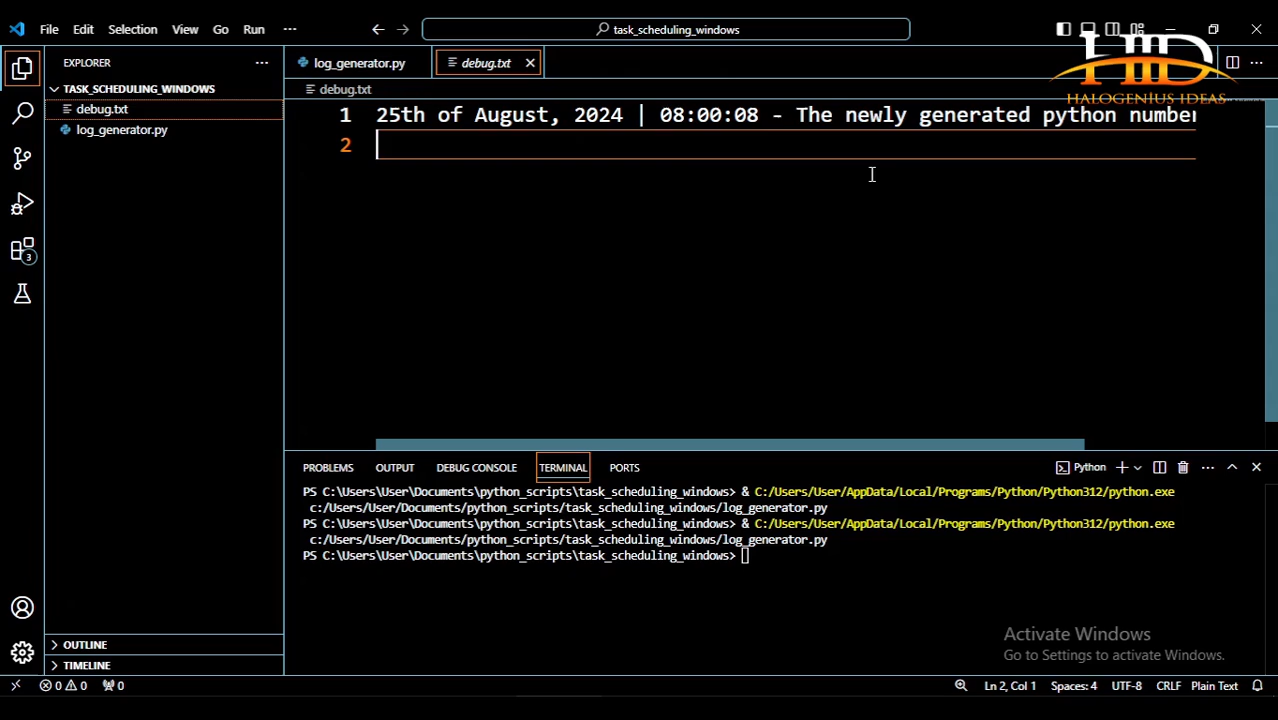 File Edit Selection View Go Run ··· task_scheduling_windows
HIID
HALOGENIUS IDEAS
EXPLORER ···
log_generator.py debug.txt
TASK_SCHEDULING_WINDOWS
debug.txt
debug.txt
log_generator.py
1 25th of August, 2024 | 08:00:08 - The newly generated python number
2
3
PROBLEMS OUTPUT DEBUG CONSOLE TERMINAL PORTS Python
PS C:\Users\User\Documents\python_scripts\task_scheduling_windows> & C:/Users/User/AppData/Local/Programs/Python/Python312/python.exe
c:/Users/User/Documents/python_scripts/task_scheduling_windows/log_generator.py
PS C:\Users\User\Documents\python_scripts\task_scheduling_windows> & C:/Users/User/AppData/Local/Programs/Python/Python312/python.exe
c:/Users/User/Documents/python_scripts/task_scheduling_windows/log_generator.py
PS C:\Users\User\Documents\python_scripts\task_scheduling_windows>
Activate Windows
Go to Settings to activate Windows.
OUTLINE
TIMELINE
0 0 0 Ln 2, Col 1 Spaces: 4 UTF-8 CRLF Plain Text